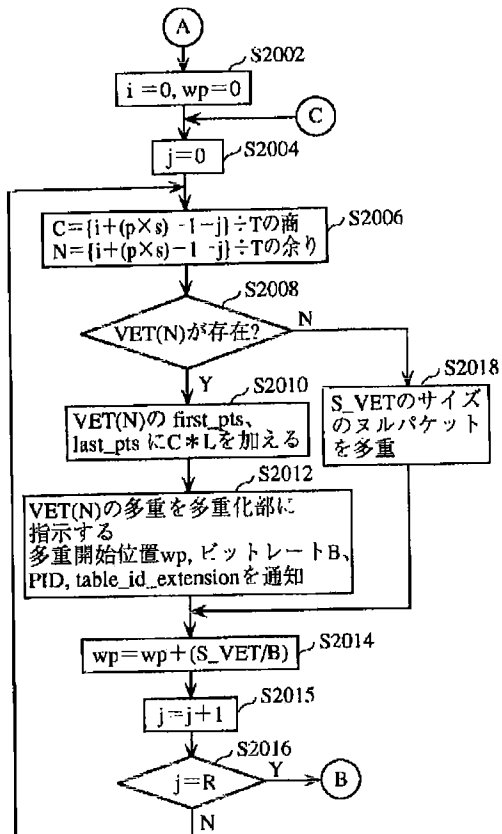 A
S2002
i=0, wp=0
C
S2004
j=0
S2006
C={i+(p×s)-1-j}÷Tの商
N={i+(p×s)-1-j}÷Tの余り
S2008
VET(N)が存在?
N
Y
S2018
S_VETのサイズ
のヌルパケット
を多重
S2010
VET(N)の first_pts、
last_pts にC*Lを加える
S2012
VET(N)の多重を多重化部に
指示する
多重開始位置wp, ビットレートB、
PID, table_id_extensionを通知
S2014
wp=wp+(S_VET/B)
S2015
j=j+1
S2016
j=R
Y
B
N